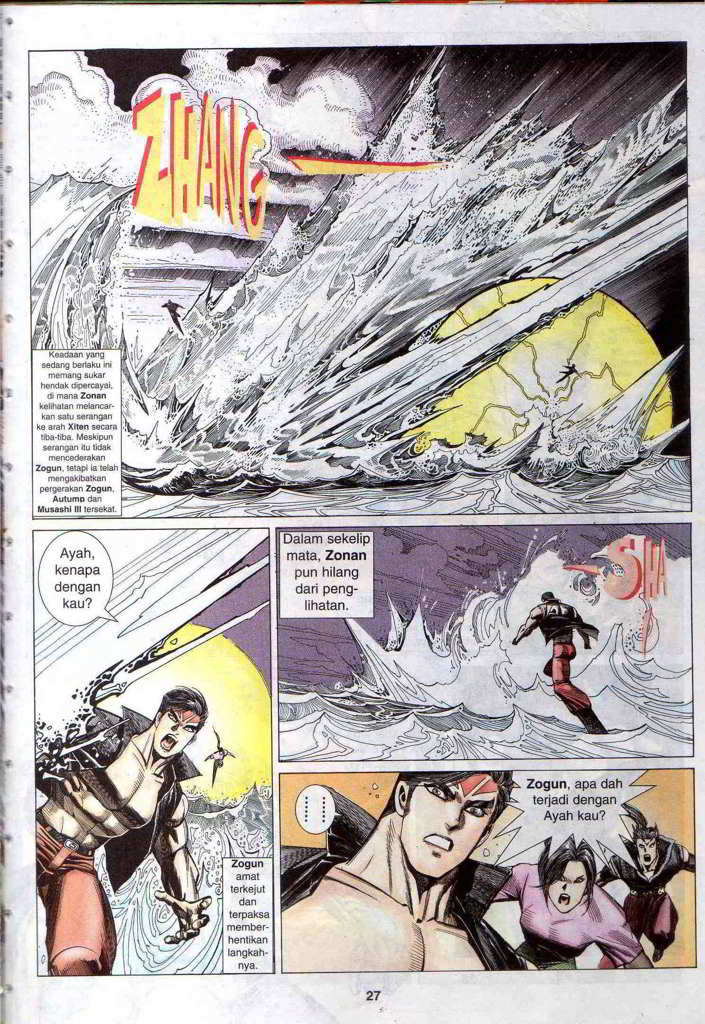 ZHANG
Keadaan yang
sedang berlaku ini
memang sukar
hendak dipercayai,
di mana Zonan
kelihatan melancar-
kan satu serangan
ke arah Xiten secara
tiba-tiba. Meskipun
serangan itu tidak
mencederakan
Zogun, tetapi ia telah
mengakibatkan
pergerakan Zogun,
Autump dan
Musashi III tersekat.
Ayah,
kenapa
dengan
kau?
Zogun
amat
terkejut
dan
terpaksa
member-
hentikan
langkah-
nya.
Dalam sekelip
mata, Zonan
pun hilang
dari peng-
lihatan.
SHA
Zogun, apa dah
terjadi dengan
Ayah kau?
27